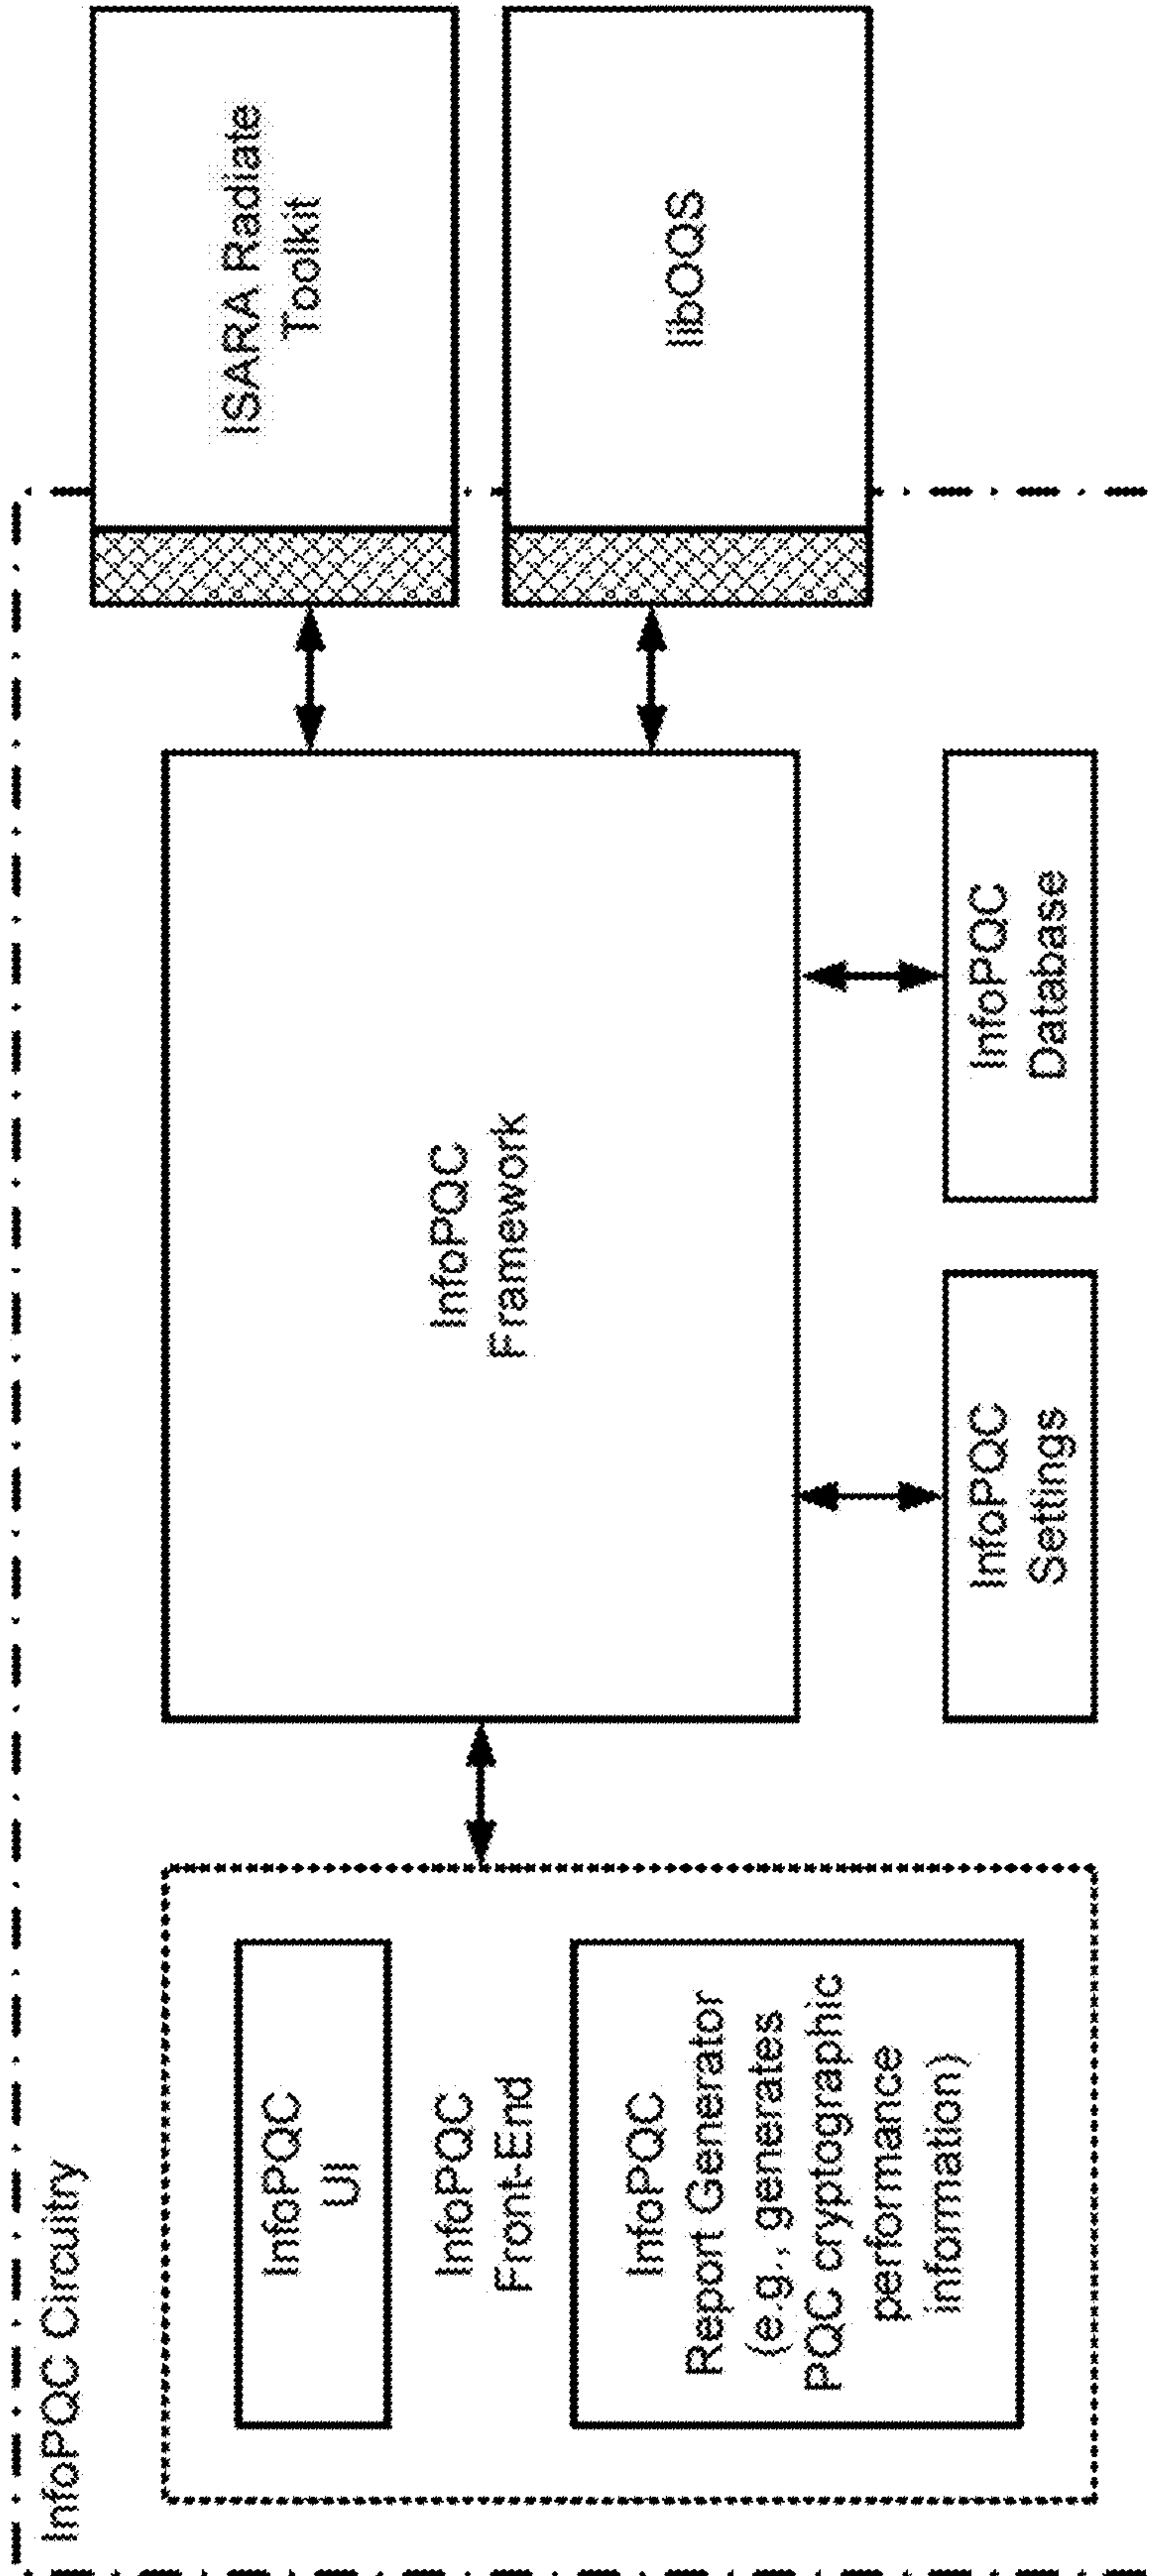 InfoPQC Circuitry
InfoPQC
UI
InfoPQC
Front-End
InfoPQC
Report Generator
(e.g., generates
PQC cryptographic
performance
information)
InfoPQC
Framework
InfoPQC
Settings
InfoPQC
Database
ISARA Radiate
Toolkit
libOQS